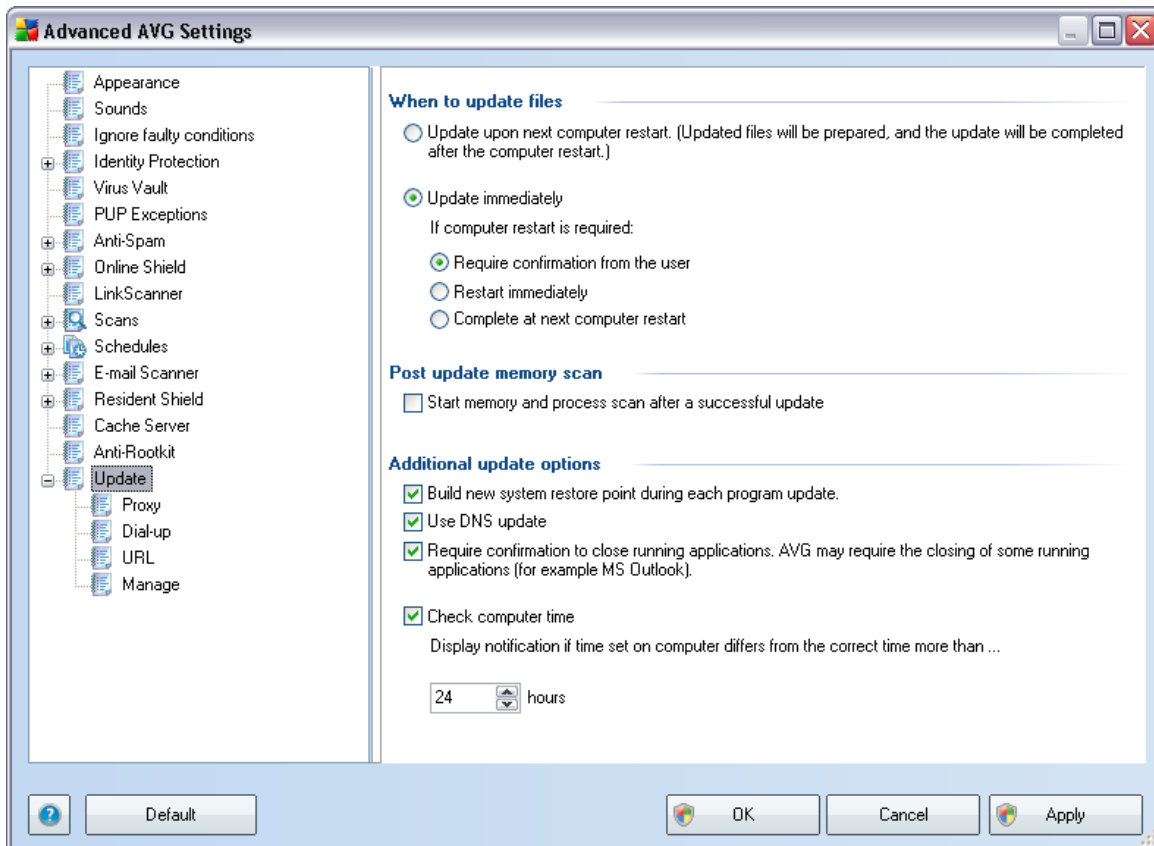 Advanced AVG Settings
Appearance
Sounds
Ignore faulty conditions
Identity Protection
Virus Vault
PUP Exceptions
Anti-Spam
Online Shield
LinkScanner
Scans
Schedules
E-mail Scanner
Resident Shield
Cache Server
Anti-Rootkit
Update
Proxy
Dial-up
URL
Manage
When to update files
Update upon next computer restart. (Updated files will be prepared, and the update will be completed
after the computer restart.)
Update immediately
If computer restart is required:
Require confirmation from the user
Restart immediately
Complete at next computer restart
Post update memory scan
Start memory and process scan after a successful update
Additional update options
Build new system restore point during each program update.
Use DNS update
Require confirmation to close running applications. AVG may require the closing of some running
applications (for example MS Outlook).
Check computer time
Display notification if time set on computer differs from the correct time more than ...
24 hours
? Default OK Cancel Apply